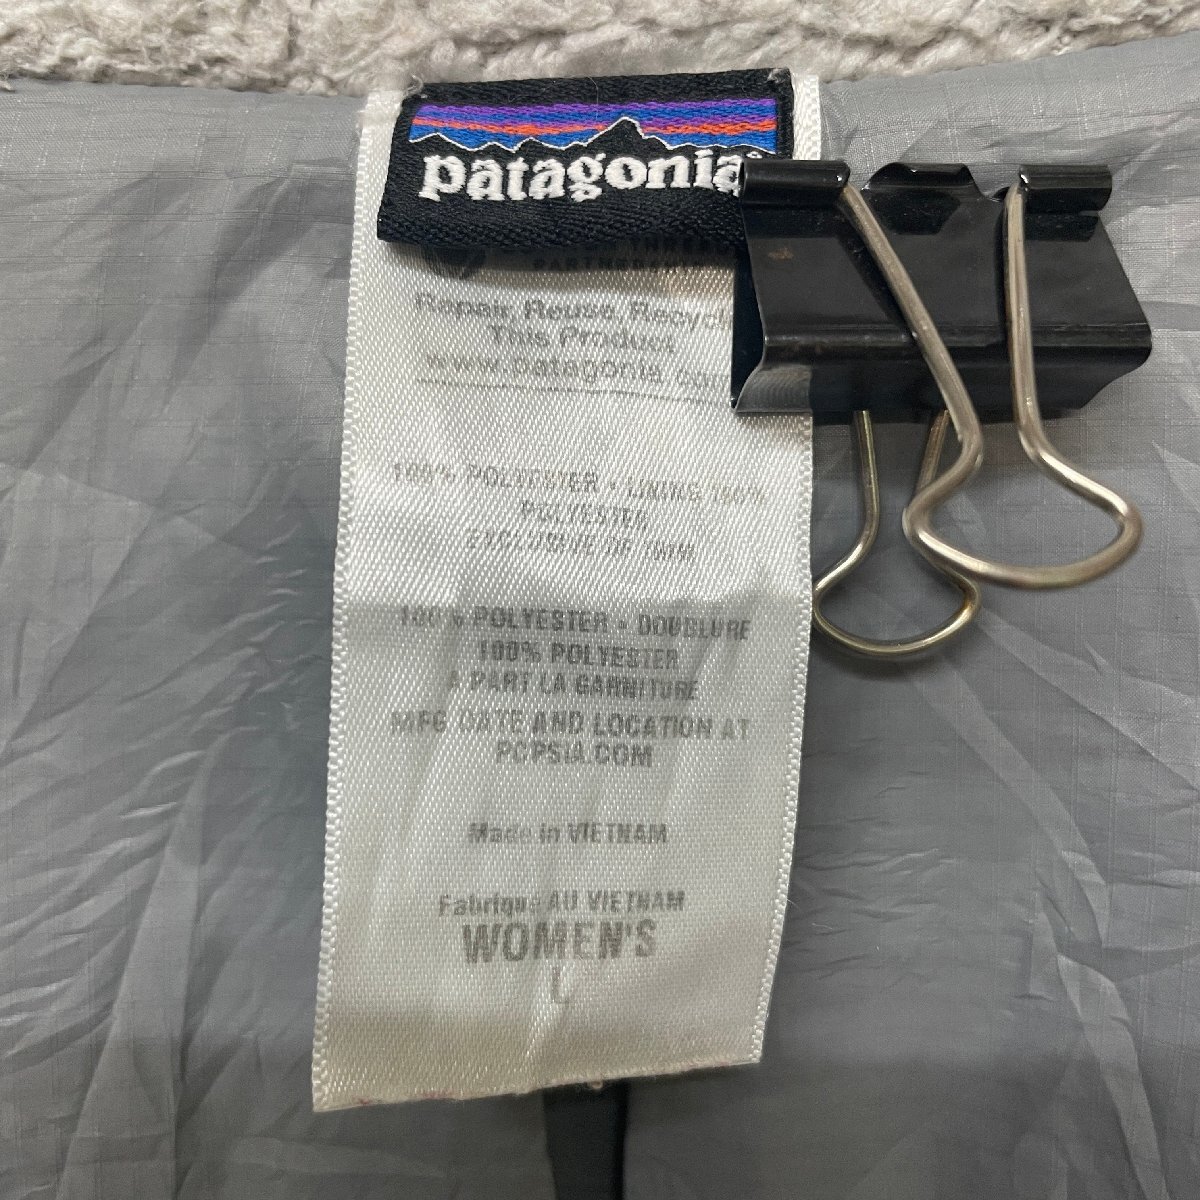 patagonia
PARTNERSHIP
Repair, Reuse, Recycle
This Product
www.patagonia.com
100% POLYESTER • LINING 100%
POLYESTER
EXCLUSIVE OF TRIM
100% POLYESTER • DOUBLURE
100% POLYESTER
A PART LA GARNITURE
MFG DATE AND LOCATION AT
PCPSIA.COM
Made in VIETNAM
Fabrique AU VIETNAM
WOMEN'S
L